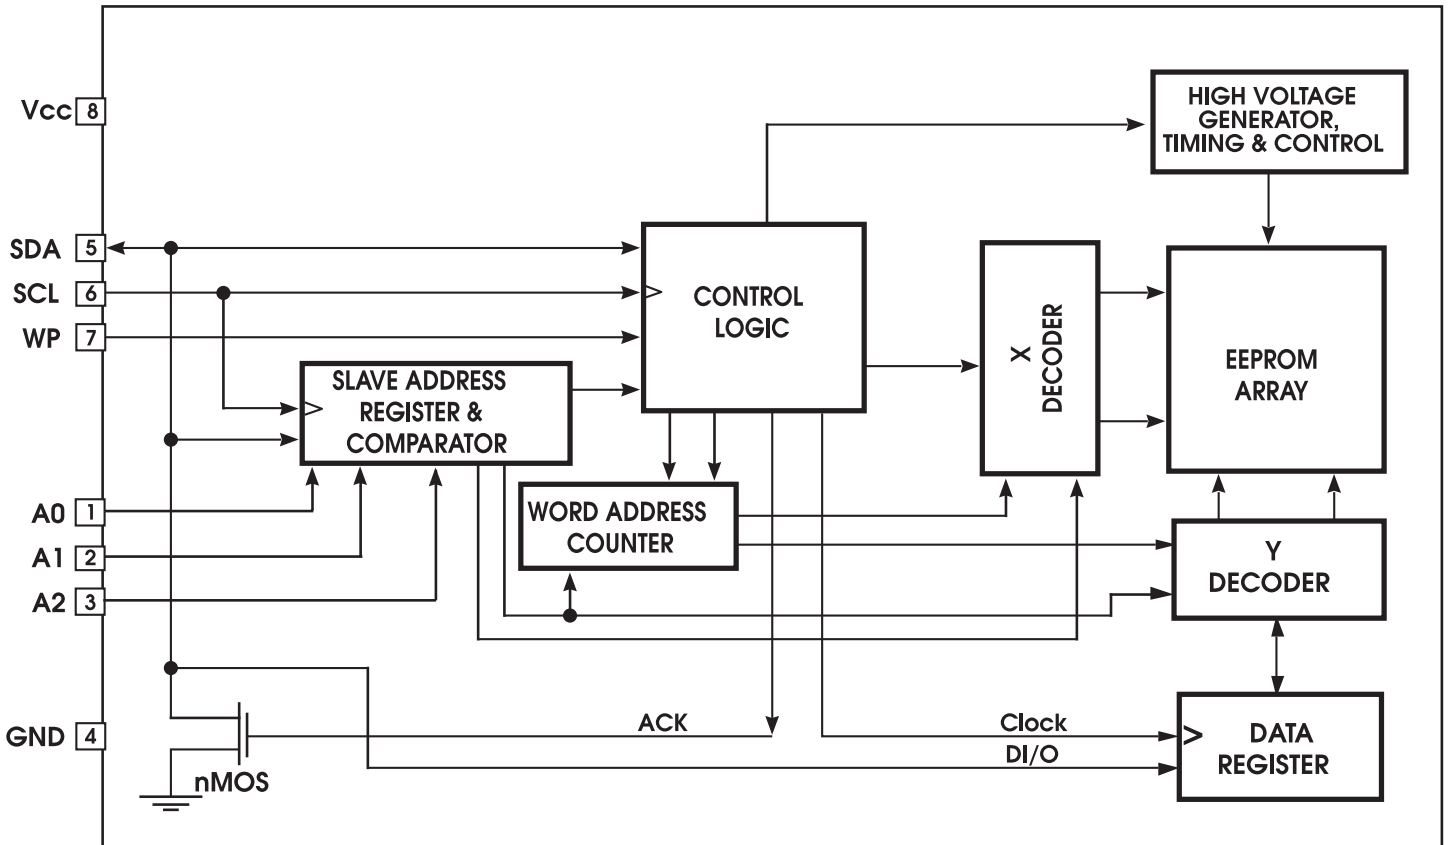 Vcc 8
SDA 5
SCL 6
WP 7
A0 1
A1 2
A2 3
GND 4
HIGH VOLTAGE
GENERATOR,
TIMING & CONTROL
CONTROL
LOGIC
SLAVE ADDRESS
REGISTER &
COMPARATOR
WORD ADDRESS
COUNTER
X
DECODER
EEPROM
ARRAY
Y
DECODER
DATA
REGISTER
ACK
Clock
DI/O
nMOS